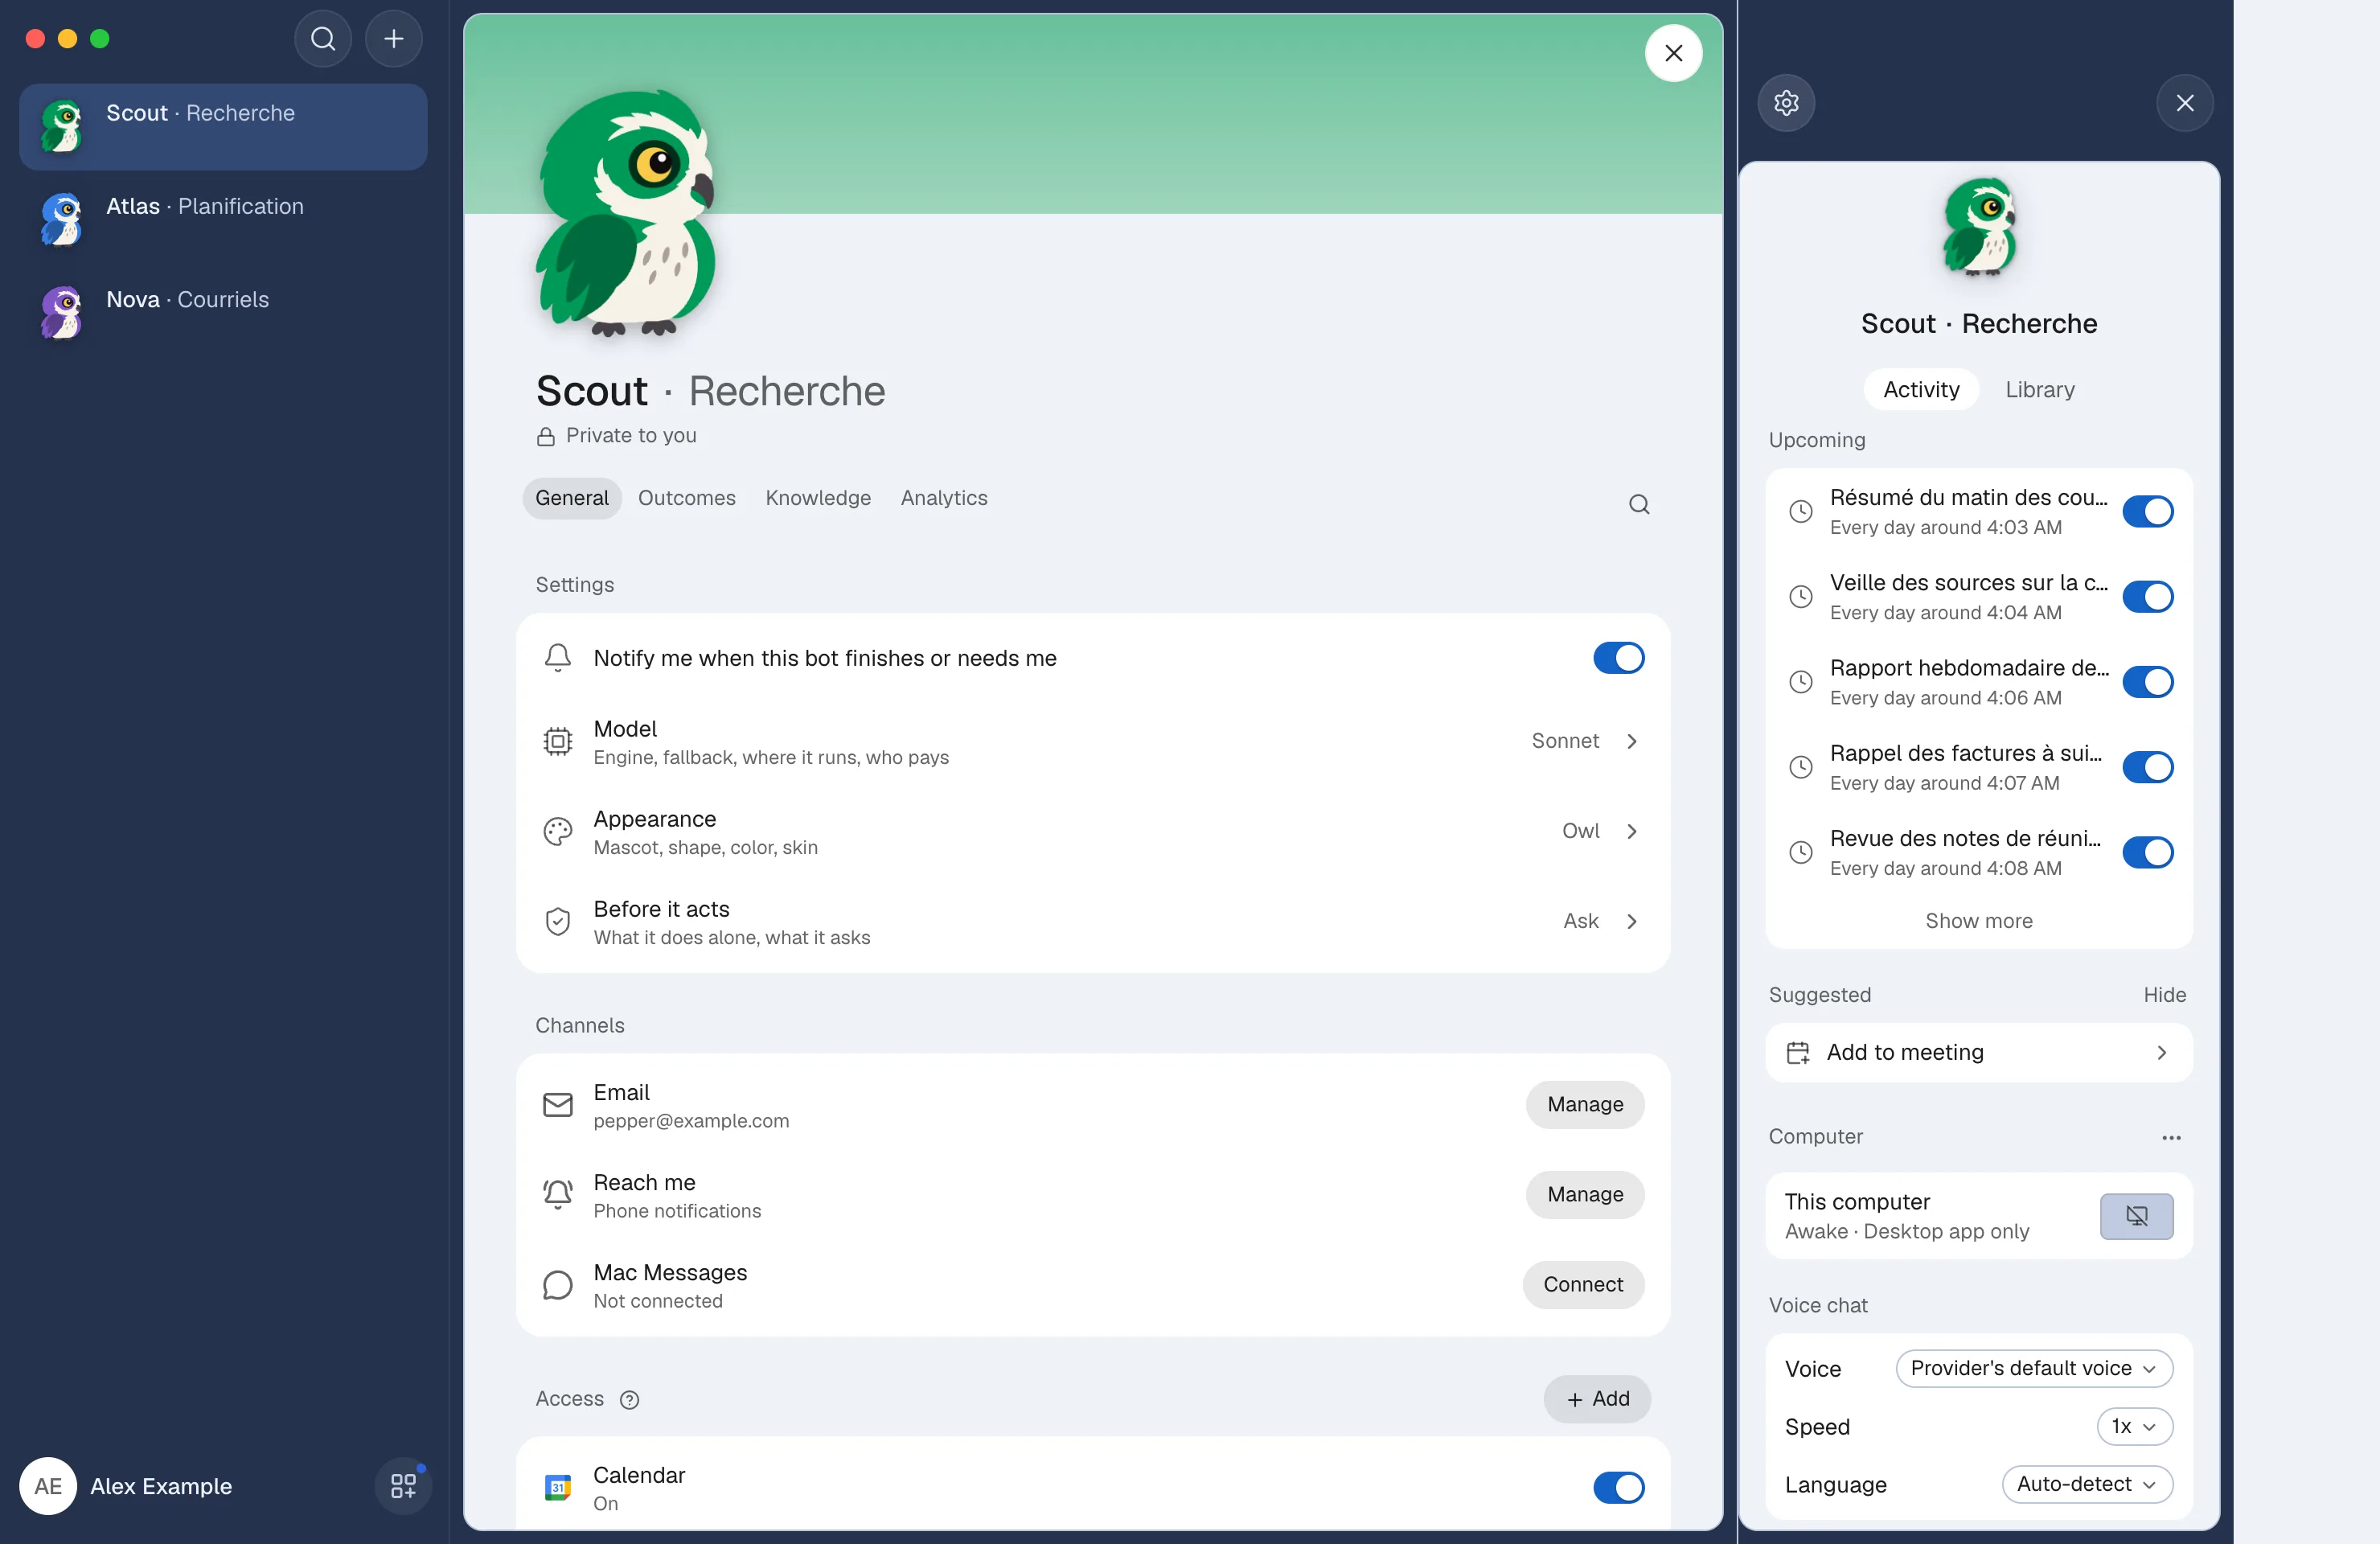 Scout · Recherche
Atlas · Planification
Nova · Courriels
AE
Alex Example
Scout · Recherche
Private to you
General
Outcomes
Knowledge
Analytics
Settings
Notify me when this bot finishes or needs me
Model
Engine, fallback, where it runs, who pays
Sonnet
Appearance
Mascot, shape, color, skin
Owl
Before it acts
What it does alone, what it asks
Ask
Channels
Email
pepper@example.com
Manage
Reach me
Phone notifications
Manage
Mac Messages
Not connected
Connect
Access
+ Add
31
Calendar
On
Scout · Recherche
Activity
Library
Upcoming
Résumé du matin des cou...
Every day around 4:03 AM
Veille des sources sur la c...
Every day around 4:04 AM
Rapport hebdomadaire de...
Every day around 4:06 AM
Rappel des factures à sui...
Every day around 4:07 AM
Revue des notes de réuni...
Every day around 4:08 AM
Show more
Suggested
Hide
Add to meeting
Computer
This computer
Awake · Desktop app only
Voice chat
Voice
Provider's default voice
Speed
1x
Language
Auto-detect